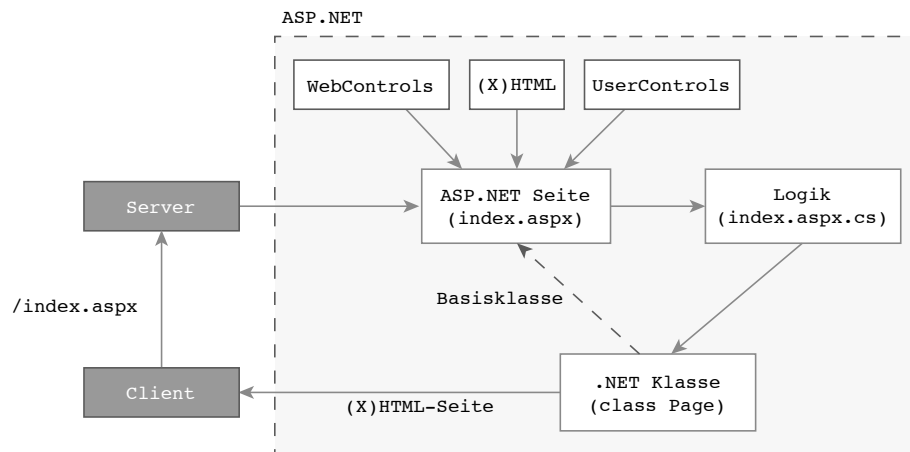 ASP.NET
WebControls
(X)HTML
UserControls
Server
ASP.NET Seite
(index.aspx)
Logik
(index.aspx.cs)
/index.aspx
Basisklasse
Client
(X)HTML-Seite
.NET Klasse
(class Page)